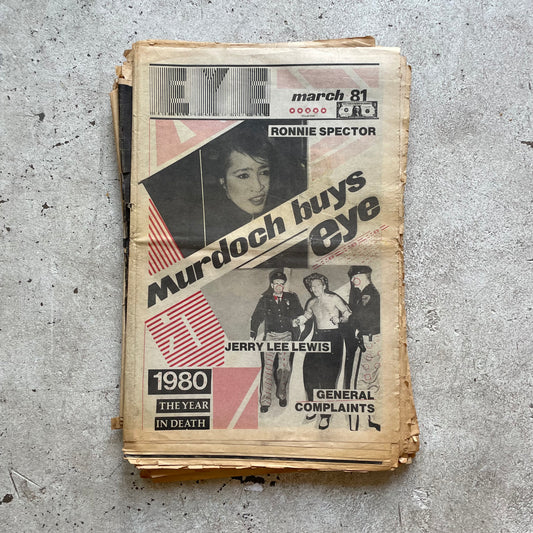 EYE
march 81
RONNIE SPECTOR
Murdoch buys
eye
JERRY LEE LEWIS
1980
THE YEAR
IN DEATH
GENERAL
COMPLAINTS